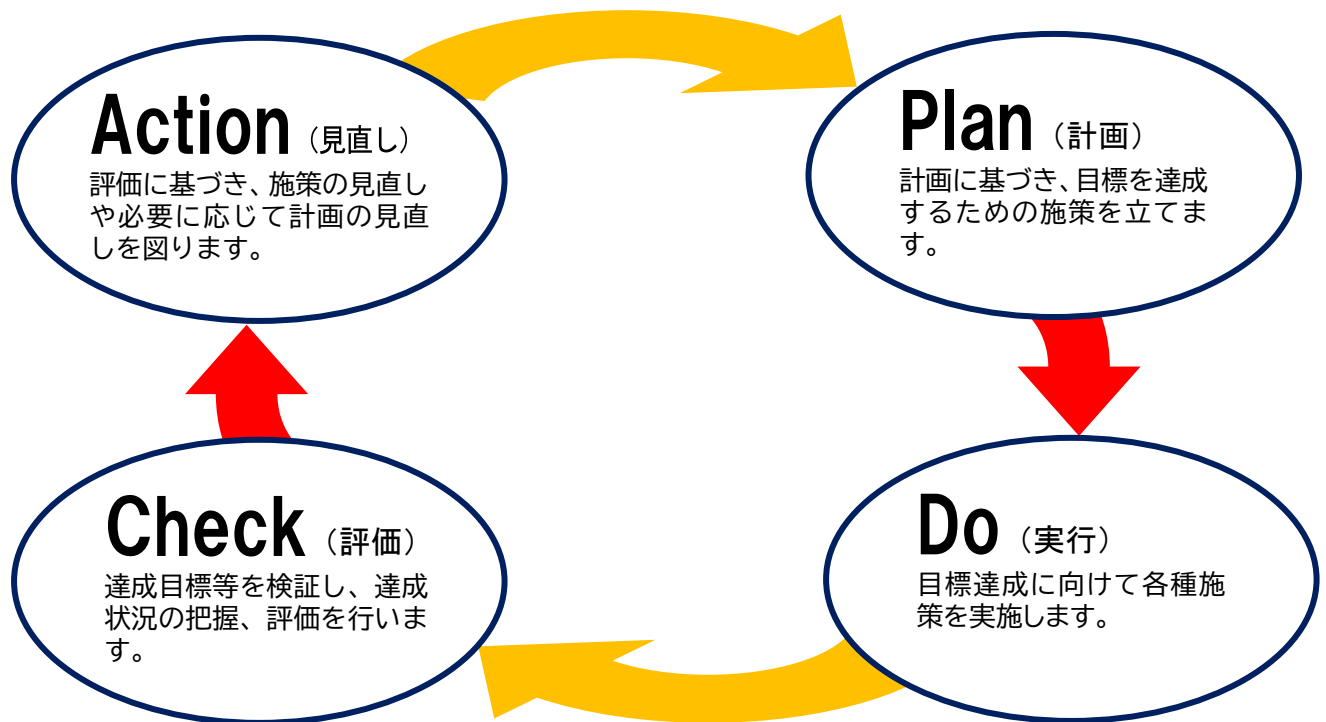 Action（見直し）
評価に基づき、施策の見直し
や必要に応じて計画の見直
しを図ります。
Plan（計画）
計画に基づき、目標を達成
するための施策を立てま
す。
Check（評価）
達成目標等を検証し、達成
状況の把握、評価を行いま
す。
Do（実行）
目標達成に向けて各種施
策を実施します。